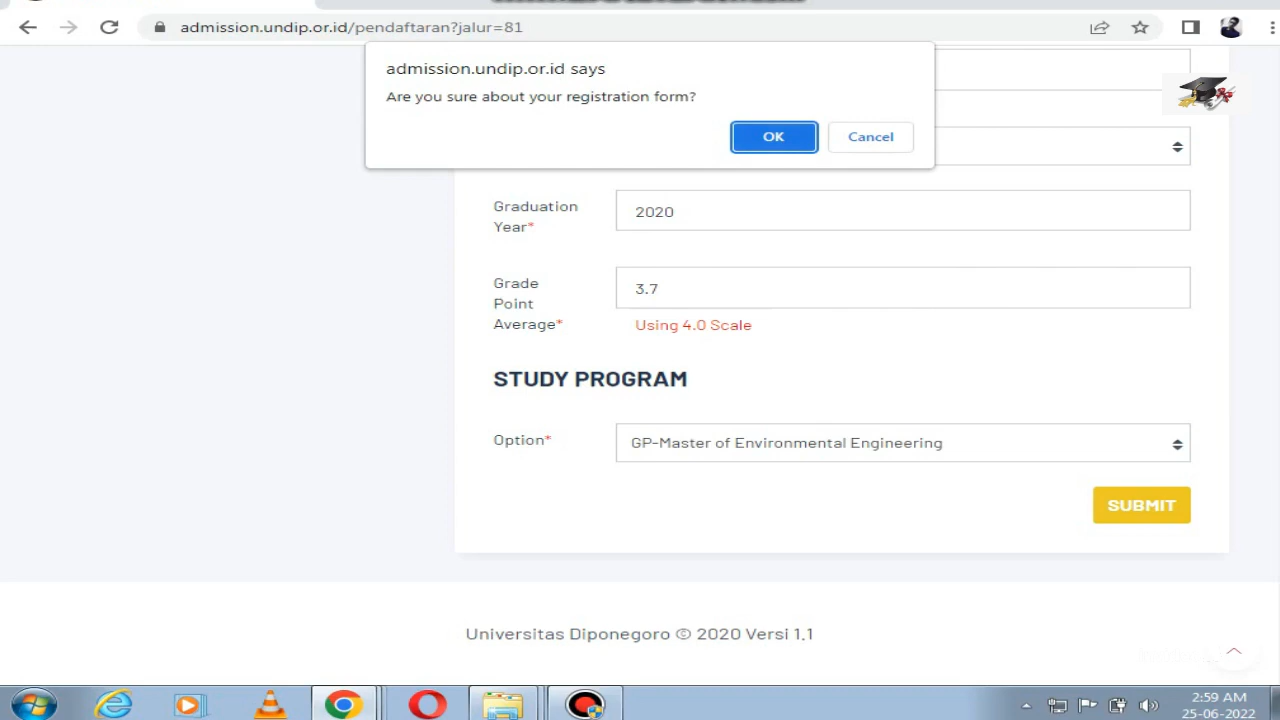 admission.undip.or.id/pendaftaran?jalur=81
admission.undip.or.id says
Are you sure about your registration form?
OK
Cancel
Graduation
Year*
2020
Grade
Point
Average*
3.7
Using 4.0 Scale
STUDY PROGRAM
Option*
GP-Master of Environmental Engineering
SUBMIT
Universitas Diponegoro © 2020 Versi 1.1
2:59 AM
25-06-2022